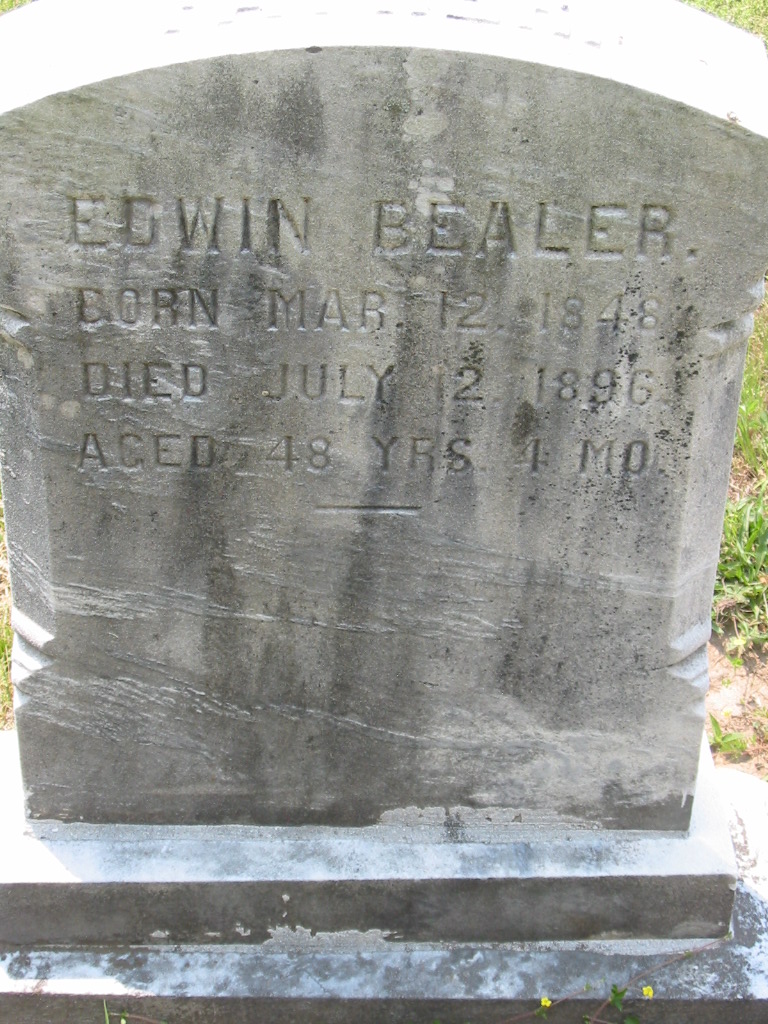 EDWIN BEALER.
BORN MAR 12, 1848
DIED JULY 12, 1896.
AGED 48 YRS. 4 MO.